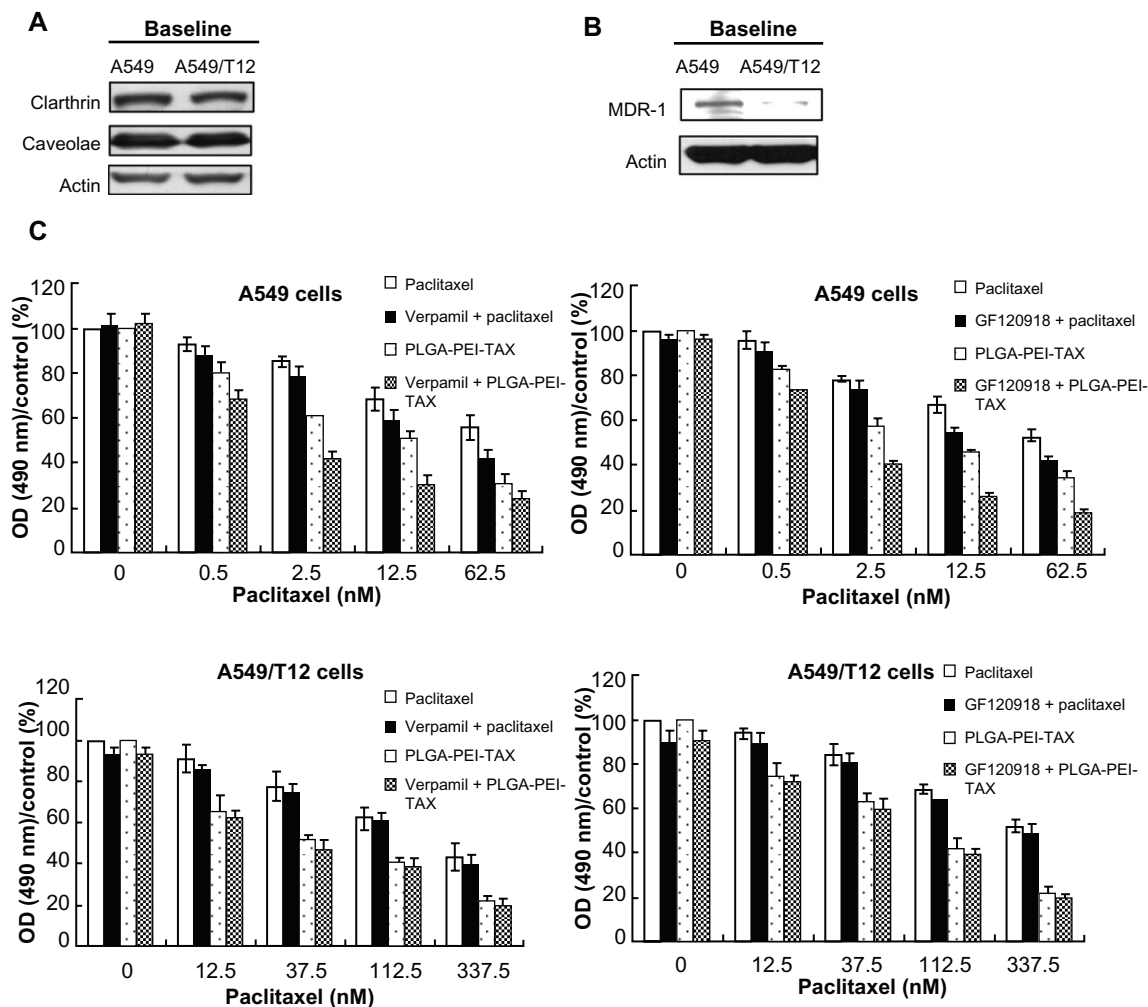 A
Baseline
A549 A549/T12
Clarthrin
Caveolae
Actin
B
Baseline
A549 A549/T12
MDR-1
Actin
C
A549 cells
OD (490 nm)/control (%)
120
100
80
60
40
20
0
Paclitaxel
Verpamil + paclitaxel
PLGA-PEI-TAX
Verpamil + PLGA-PEI-
TAX
0 0.5 2.5 12.5 62.5
Paclitaxel (nM)
A549 cells
OD (490 nm)/control (%)
120
100
80
60
40
20
0
Paclitaxel
GF120918 + paclitaxel
PLGA-PEI-TAX
GF120918 + PLGA-PEI-
TAX
0 0.5 2.5 12.5 62.5
Paclitaxel (nM)
A549/T12 cells
OD (490 nm)/control (%)
120
100
80
60
40
20
0
Paclitaxel
Verpamil + paclitaxel
PLGA-PEI-TAX
Verpamil + PLGA-PEI-
TAX
0 12.5 37.5 112.5 337.5
Paclitaxel (nM)
A549/T12 cells
OD (490 nm)/control (%)
120
100
80
60
40
20
0
Paclitaxel
GF120918 + paclitaxel
PLGA-PEI-TAX
GF120918 + PLGA-PEI-
TAX
0 12.5 37.5 112.5 337.5
Paclitaxel (nM)